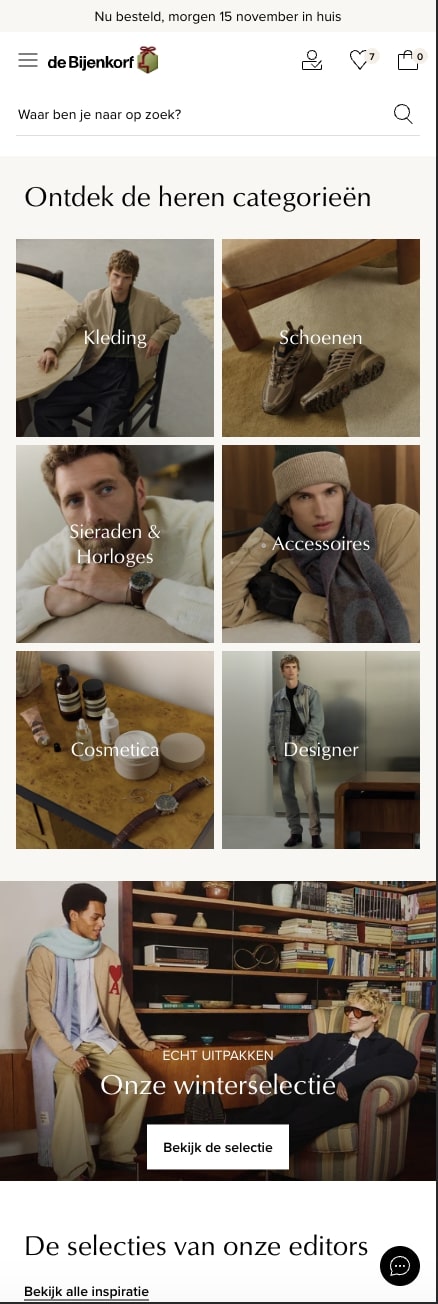 Nu besteld, morgen 15 november in huis
de Bijenkorf
7
0
Waar ben je naar op zoek?
Ontdek de heren categorieën
Kleding
Schoenen
Sieraden &
Horloges
Accessoires
Cosmetica
Designer
A
ECHT UITPAKKEN
Onze winterselectie
Bekijk de selectie
De selecties van onze editors
Bekijk alle inspiratie